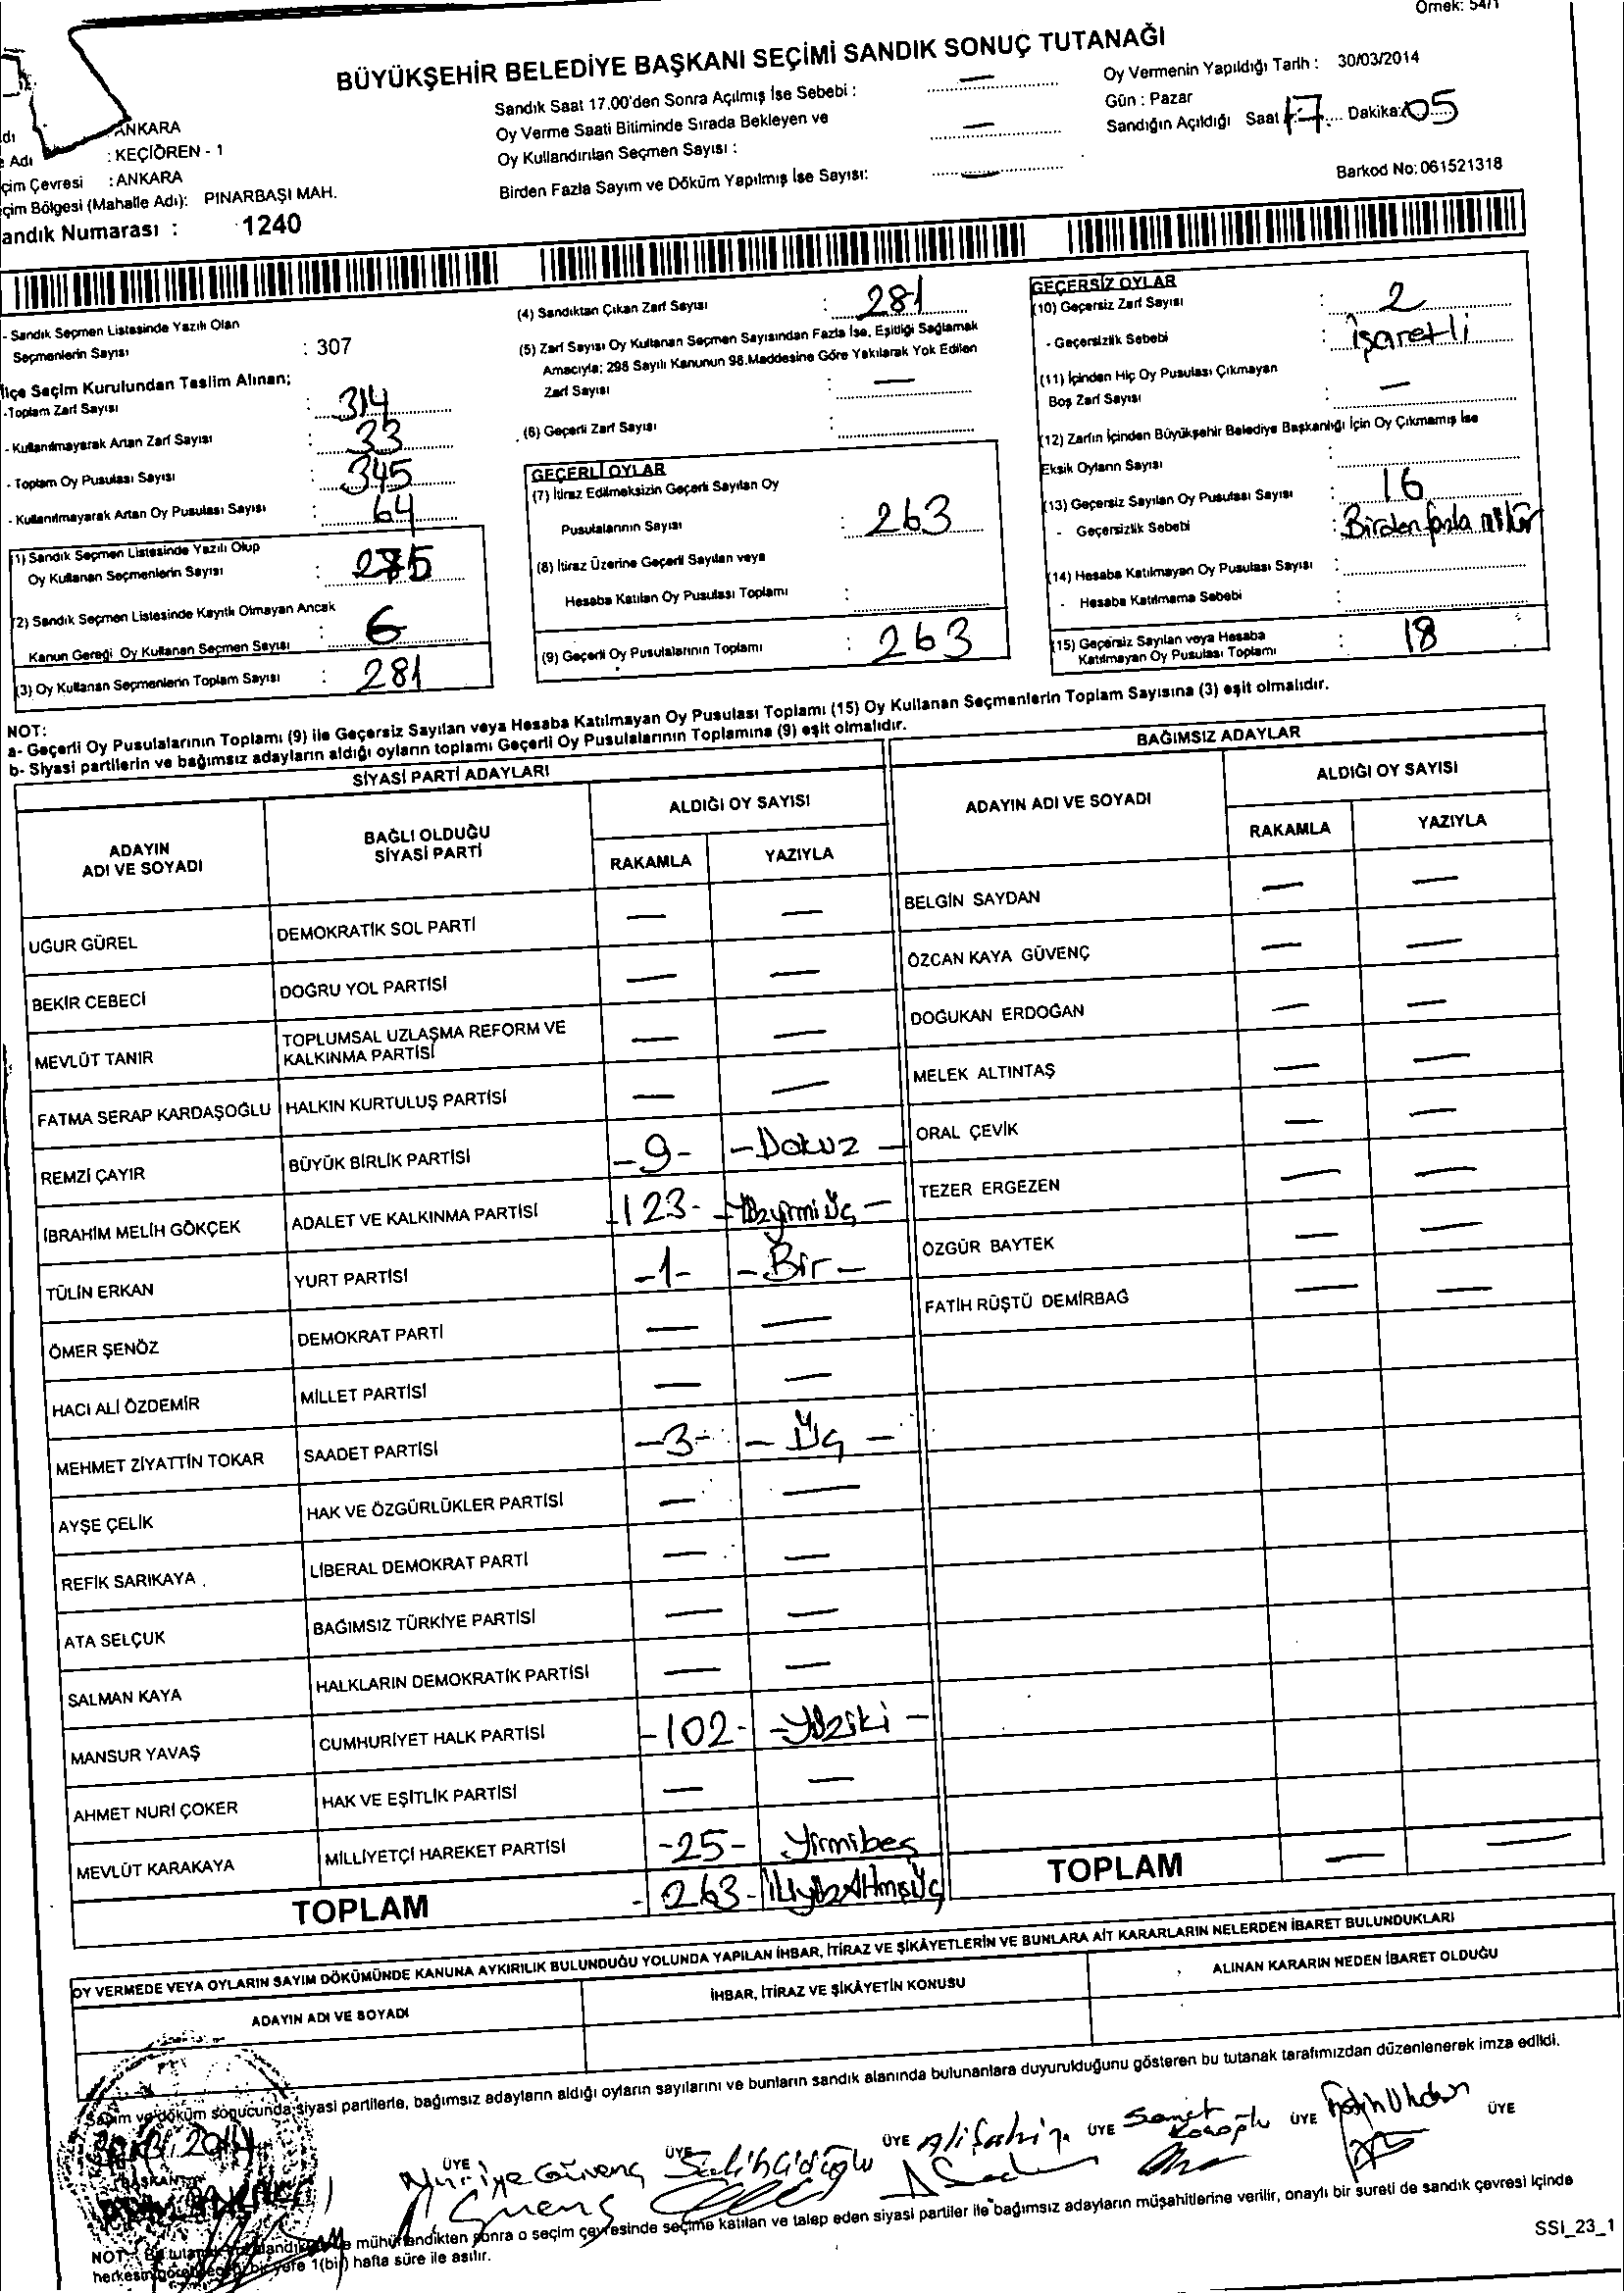 Örnek: 54/1
BÜYÜKŞEHİR BELEDİYE BAŞKANI SEÇİMİ SANDIK SONUÇ TUTANAĞI
Sandık Saat 17.00'den Sonra Açılmış İse Sebebi : —
Oy Verme Saati Bitiminde Sırada Bekleyen ve
Oy Kullandırılan Seçmen Sayısı : —
Birden Fazla Sayım ve Döküm Yapılmış İse Sayısı: —
Oy Vermenin Yapıldığı Tarih : 30/03/2014
Gün : Pazar
Sandığın Açıldığı Saat : 17 Dakika: 05
Barkod No: 061521318
dı ANKARA
e Adı : KEÇİÖREN - 1
çim Çevresi : ANKARA
çim Bölgesi (Mahalle Adı): PINARBAŞI MAH.
andık Numarası : 1240
- Sandık Seçmen Listesinde Yazılı Olan
Seçmenlerin Sayısı : 307
İlçe Seçim Kurulundan Teslim Alınan;
-Toplam Zarf Sayısı : 314
- Kullanılmayarak Artan Zarf Sayısı : 33
- Toplam Oy Pusulası Sayısı : 345
- Kullanılmayarak Artan Oy Pusulası Sayısı : 64
(1) Sandık Seçmen Listesinde Yazılı Olup
Oy Kullanan Seçmenlerin Sayısı : 275
(2) Sandık Seçmen Listesinde Kayıtlı Olmayan Ancak
Kanun Gereği Oy Kullanan Seçmen Sayısı : 6
(3) Oy Kullanan Seçmenlerin Toplam Sayısı : 281
(4) Sandıktan Çıkan Zarf Sayısı : 281
(5) Zarf Sayısı Oy Kullanan Seçmen Sayısından Fazla İse, Eşitliği Sağlamak
Amacıyla; 298 Sayılı Kanunun 98.Maddesine Göre Yakılarak Yok Edilen
Zarf Sayısı : —
(6) Geçerli Zarf Sayısı :
GEÇERLİ OYLAR
(7) İtiraz Edilmeksizin Geçerli Sayılan Oy
Pusulalarının Sayısı : 263
(8) İtiraz Üzerine Geçerli Sayılan veya
Hesaba Katılan Oy Pusulası Toplamı :
(9) Geçerli Oy Pusulalarının Toplamı : 263
GEÇERSİZ OYLAR
(10) Geçersiz Zarf Sayısı : 2
- Geçersizlik Sebebi : İşaretli
(11) İçinden Hiç Oy Pusulası Çıkmayan
Boş Zarf Sayısı : —
(12) Zarfın İçinden Büyükşehir Belediye Başkanlığı İçin Oy Çıkmamış İse
Eksik Oyların Sayısı :
(13) Geçersiz Sayılan Oy Pusulası Sayısı : 16
- Geçersizlik Sebebi : Birden fazla mühür
(14) Hesaba Katılmayan Oy Pusulası Sayısı :
- Hesaba Katılmama Sebebi :
(15) Geçersiz Sayılan veya Hesaba
Katılmayan Oy Pusulası Toplamı : 18
NOT:
a- Geçerli Oy Pusulalarının Toplamı (9) ile Geçersiz Sayılan veya Hesaba Katılmayan Oy Pusulası Toplamı (15) Oy Kullanan Seçmenlerin Toplam Sayısına (3) eşit olmalıdır.
b- Siyasi partilerin ve bağımsız adayların aldığı oyların toplamı Geçerli Oy Pusulalarının Toplamına (9) eşit olmalıdır.
SİYASİ PARTİ ADAYLARI
ADAYIN ADI VE SOYADI BAĞLI OLDUĞU SİYASİ PARTİ ALDIĞI OY SAYISI
RAKAMLA YAZIYLA
UĞUR GÜREL DEMOKRATİK SOL PARTİ — —
BEKİR CEBECİ DOĞRU YOL PARTİSİ — —
MEVLÜT TANIR TOPLUMSAL UZLAŞMA REFORM VE KALKINMA PARTİSİ — —
FATMA SERAP KARDAŞOĞLU HALKIN KURTULUŞ PARTİSİ — —
REMZİ ÇAYIR BÜYÜK BİRLİK PARTİSİ -9- -Dokuz-
İBRAHİM MELİH GÖKÇEK ADALET VE KALKINMA PARTİSİ -123- -Yüzyirmi Üç-
TÜLİN ERKAN YURT PARTİSİ -1- -Bir-
ÖMER ŞENÖZ DEMOKRAT PARTİ — —
HACI ALİ ÖZDEMİR MİLLET PARTİSİ — —
MEHMET ZİYATTİN TOKAR SAADET PARTİSİ -3- -Üç-
AYŞE ÇELİK HAK VE ÖZGÜRLÜKLER PARTİSİ — —
REFİK SARIKAYA LİBERAL DEMOKRAT PARTİ — —
ATA SELÇUK BAĞIMSIZ TÜRKİYE PARTİSİ — —
SALMAN KAYA HALKLARIN DEMOKRATİK PARTİSİ — —
MANSUR YAVAŞ CUMHURİYET HALK PARTİSİ -102- -Yüziki-
AHMET NURİ ÇOKER HAK VE EŞİTLİK PARTİSİ — —
MEVLÜT KARAKAYA MİLLİYETÇİ HAREKET PARTİSİ -25- Yirmibeş
TOPLAM -263- İkiyüzAltmışÜç
BAĞIMSIZ ADAYLAR
ADAYIN ADI VE SOYADI ALDIĞI OY SAYISI
RAKAMLA YAZIYLA
BELGİN SAYDAN — —
ÖZCAN KAYA GÜVENÇ — —
DOĞUKAN ERDOĞAN — —
MELEK ALTINTAŞ — —
ORAL ÇEVİK — —
TEZER ERGEZEN — —
ÖZGÜR BAYTEK — —
FATİH RÜŞTÜ DEMİRBAĞ — —
TOPLAM — —
OY VERMEDE VEYA OYLARIN SAYIM DÖKÜMÜNDE KANUNA AYKIRILIK BULUNDUĞU YOLUNDA YAPILAN İHBAR, İTİRAZ VE ŞİKÂYETLERİN VE BUNLARA AİT KARARLARIN NELERDEN İBARET BULUNDUKLARI
ADAYIN ADI VE SOYADI İHBAR, İTİRAZ VE ŞİKÂYETİN KONUSU ALINAN KARARIN NEDEN İBARET OLDUĞU
Sayım ve döküm sonucunda siyasi partilerle, bağımsız adayların aldığı oyların sayılarını ve bunların sandık alanında bulunanlara duyurulduğunu gösteren bu tutanak tarafımızdan düzenlenerek imza edildi.
BAŞKAN ÜYE ÜYE ÜYE ÜYE ÜYE ÜYE
Nuriye Güvenç Ali Şahin
NOT: mühürlendikten sonra o seçim çevresinde seçime katılan ve talep eden siyasi partiler ile bağımsız adayların müşahitlerine verilir, onaylı bir sureti de sandık çevresi içinde
herkesin 1(bir) hafta süre ile asılır.
SSI_23_1